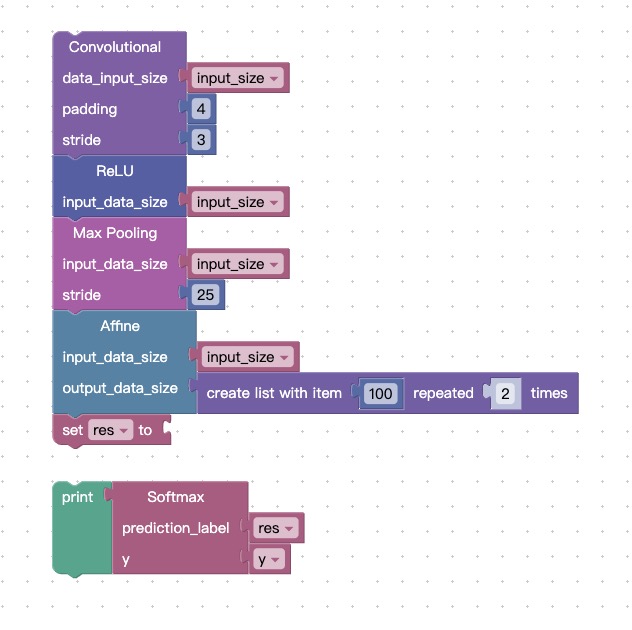 Convolutional
data_input_size input_size
padding 4
stride 3
ReLU
input_data_size input_size
Max Pooling
input_data_size input_size
stride 25
Affine
input_data_size input_size
output_data_size create list with item 100 repeated 2 times
set res to
print Softmax
prediction_label res
y y